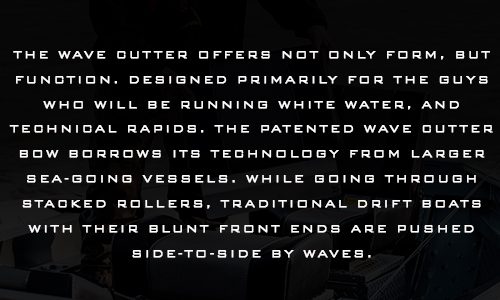 THE WAVE CUTTER OFFERS NOT ONLY FORM, BUT
FUNCTION. DESIGNED PRIMARILY FOR THE GUYS
WHO WILL BE RUNNING WHITE WATER, AND
TECHNICAL RAPIDS. THE PATENTED WAVE CUTTER
BOW BORROWS ITS TECHNOLOGY FROM LARGER
SEA-GOING VESSELS. WHILE GOING THROUGH
STACKED ROLLERS, TRADITIONAL DRIFT BOATS
WITH THEIR BLUNT FRONT ENDS ARE PUSHED
SIDE-TO-SIDE BY WAVES.